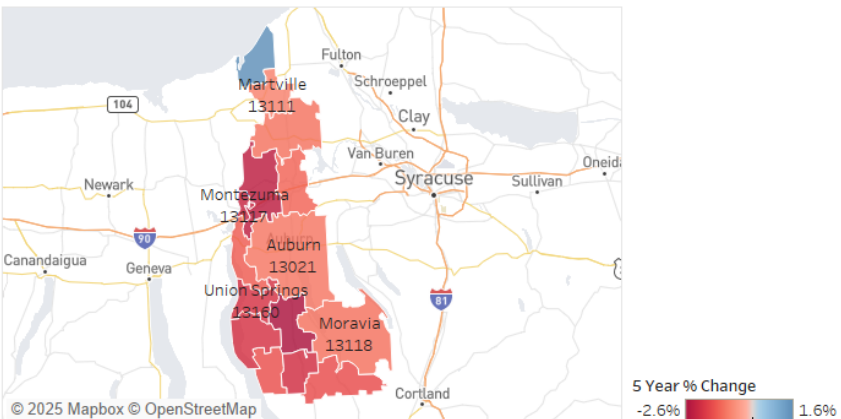 Fulton
Martville
13111
Schroeppel
104
Clay
Van Buren
Oneida
Newark
Montezuma
13117
Syracuse
Sullivan
90
Auburn
Auburn
13021
Canandaigua
Geneva
Union Springs
13160
81
Moravia
13118
5 Year % Change
-2.6%
1.6%
Cortland
© 2025 Mapbox © OpenStreetMap